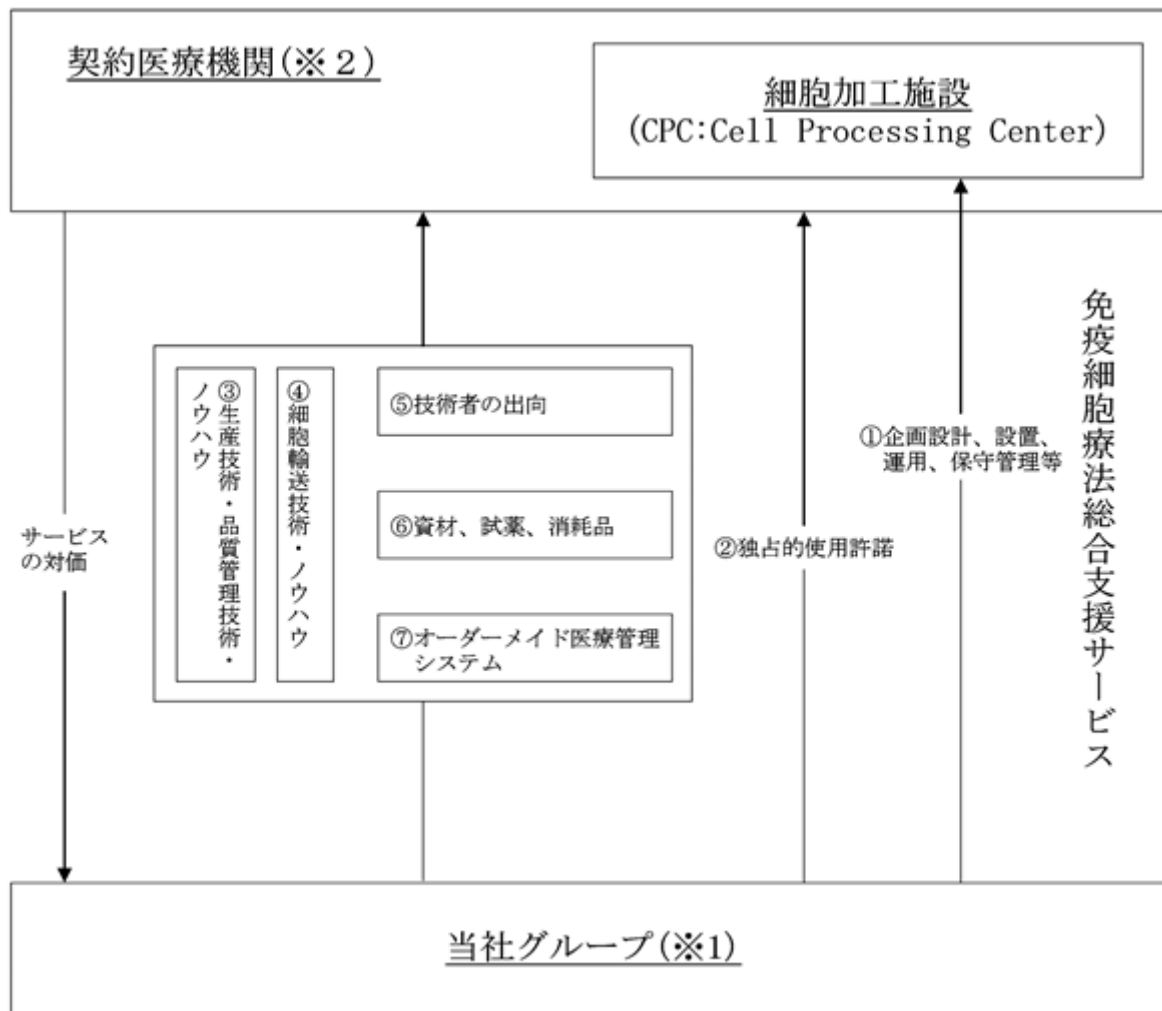 契約医療機関(※２)
細胞加工施設
(CPC:Cell Processing Center)
免疫細胞療法総合支援サービス
①企画設計、設置、
運用、保守管理等
②独占的使用許諾
③生産技術・品質管理技術・
ノウハウ
④細胞輸送技術・ノウハウ
⑤技術者の出向
⑥資材、試薬、消耗品
⑦オーダーメイド医療管理
システム
サービス
の対価
当社グループ(※1)